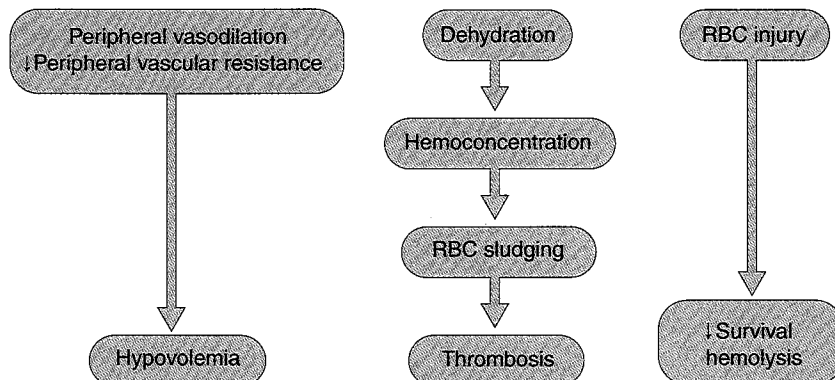 Peripheral vasodilation
↓Peripheral vascular resistance
Hypovolemia
Dehydration
Hemoconcentration
RBC sludging
Thrombosis
RBC injury
↓Survival
hemolysis